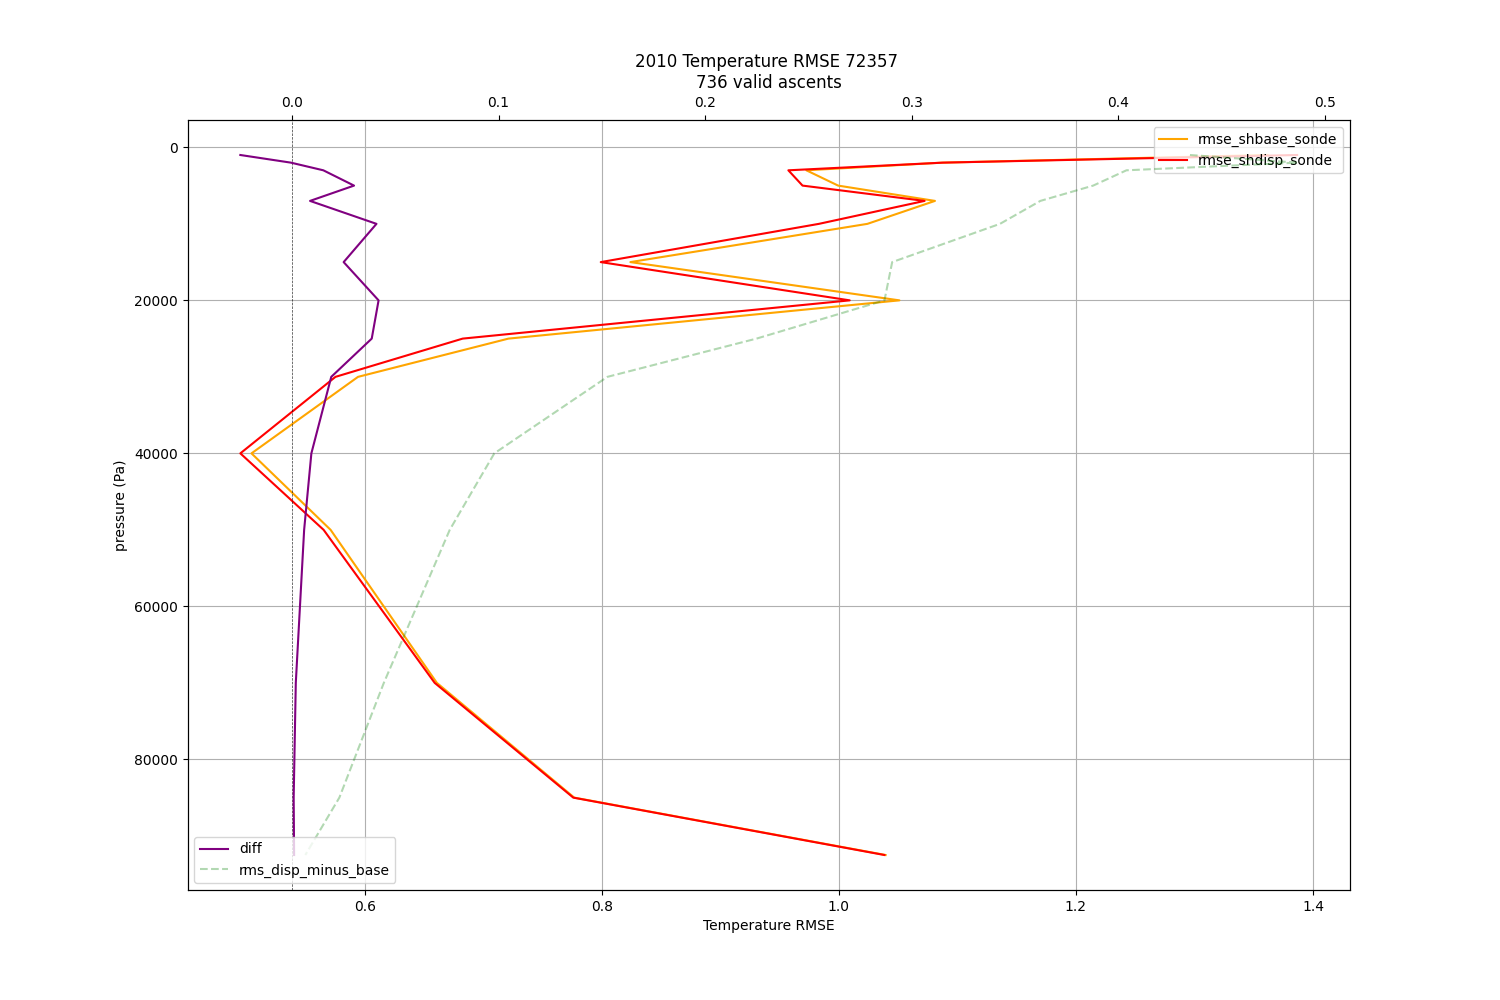 2010 Temperature RMSE 72357
736 valid ascents
0.0 0.1 0.2 0.3 0.4 0.5
rmse_shbase_sonde
rmse_shdisp_sonde
0
20000
40000
60000
80000
pressure (Pa)
diff
rms_disp_minus_base
0.6 0.8 1.0 1.2 1.4
Temperature RMSE